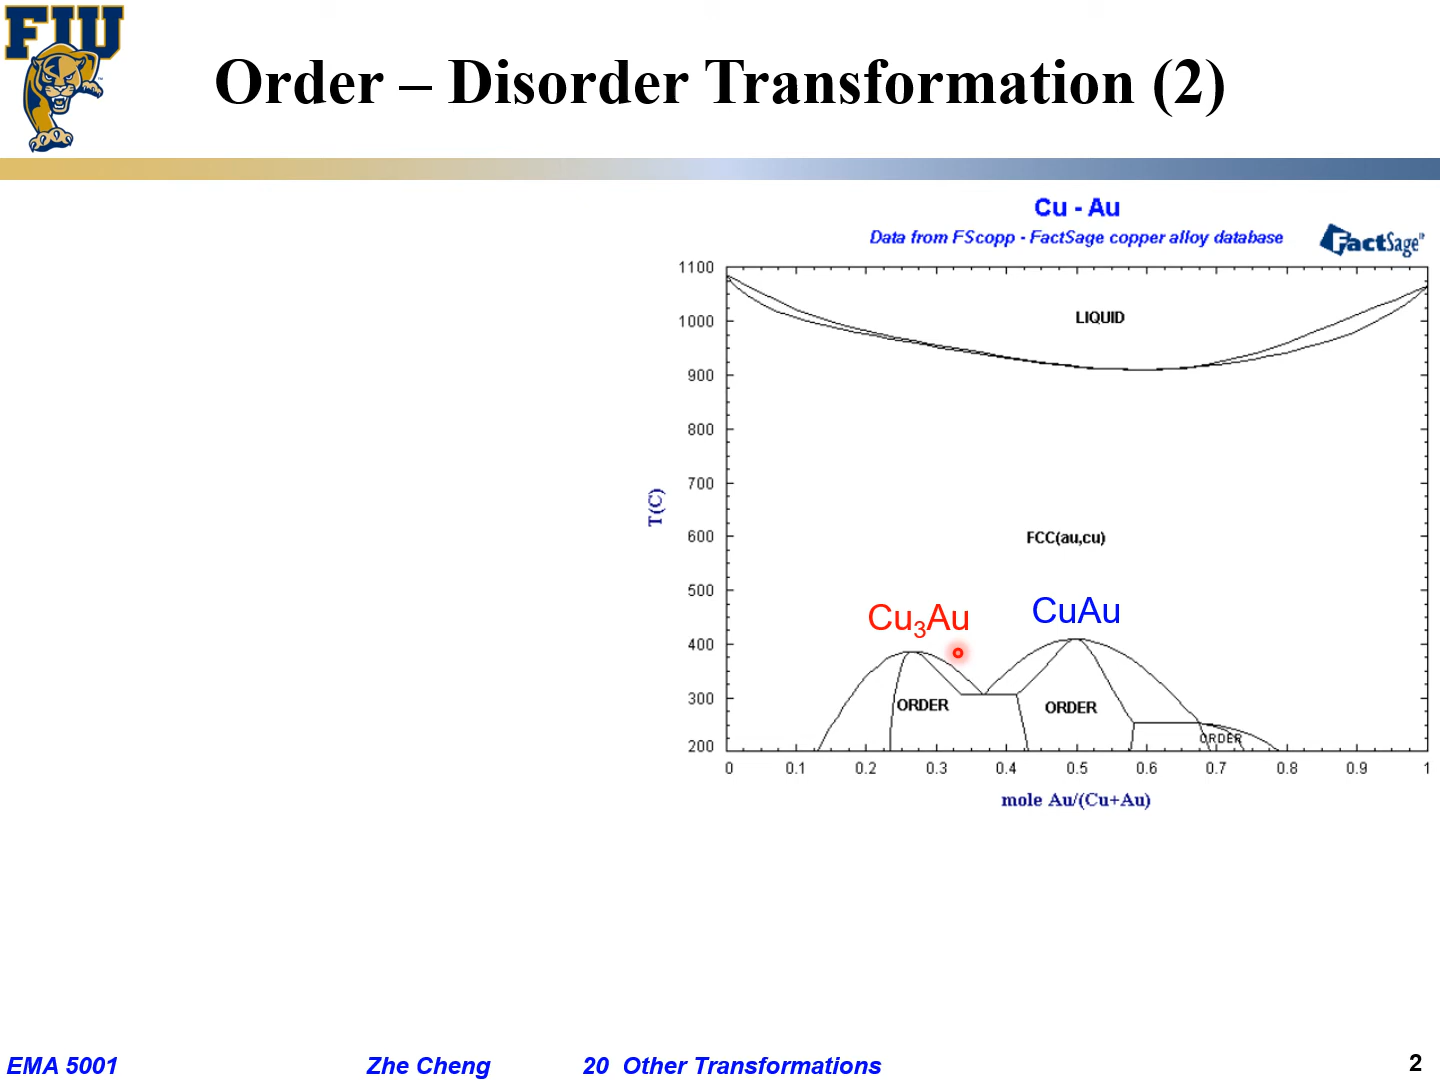 FIU
Order – Disorder Transformation (2)
Cu - Au
Data from FScopp - FactSage copper alloy database
FactSage
1100
1000
900
800
700
600
500
400
300
200
T(C)
LIQUID
FCC(au,cu)
Cu3Au
CuAu
ORDER
ORDER
ORDER
0 0.1 0.2 0.3 0.4 0.5 0.6 0.7 0.8 0.9 1
mole Au/(Cu+Au)
EMA 5001 Zhe Cheng 20 Other Transformations 2